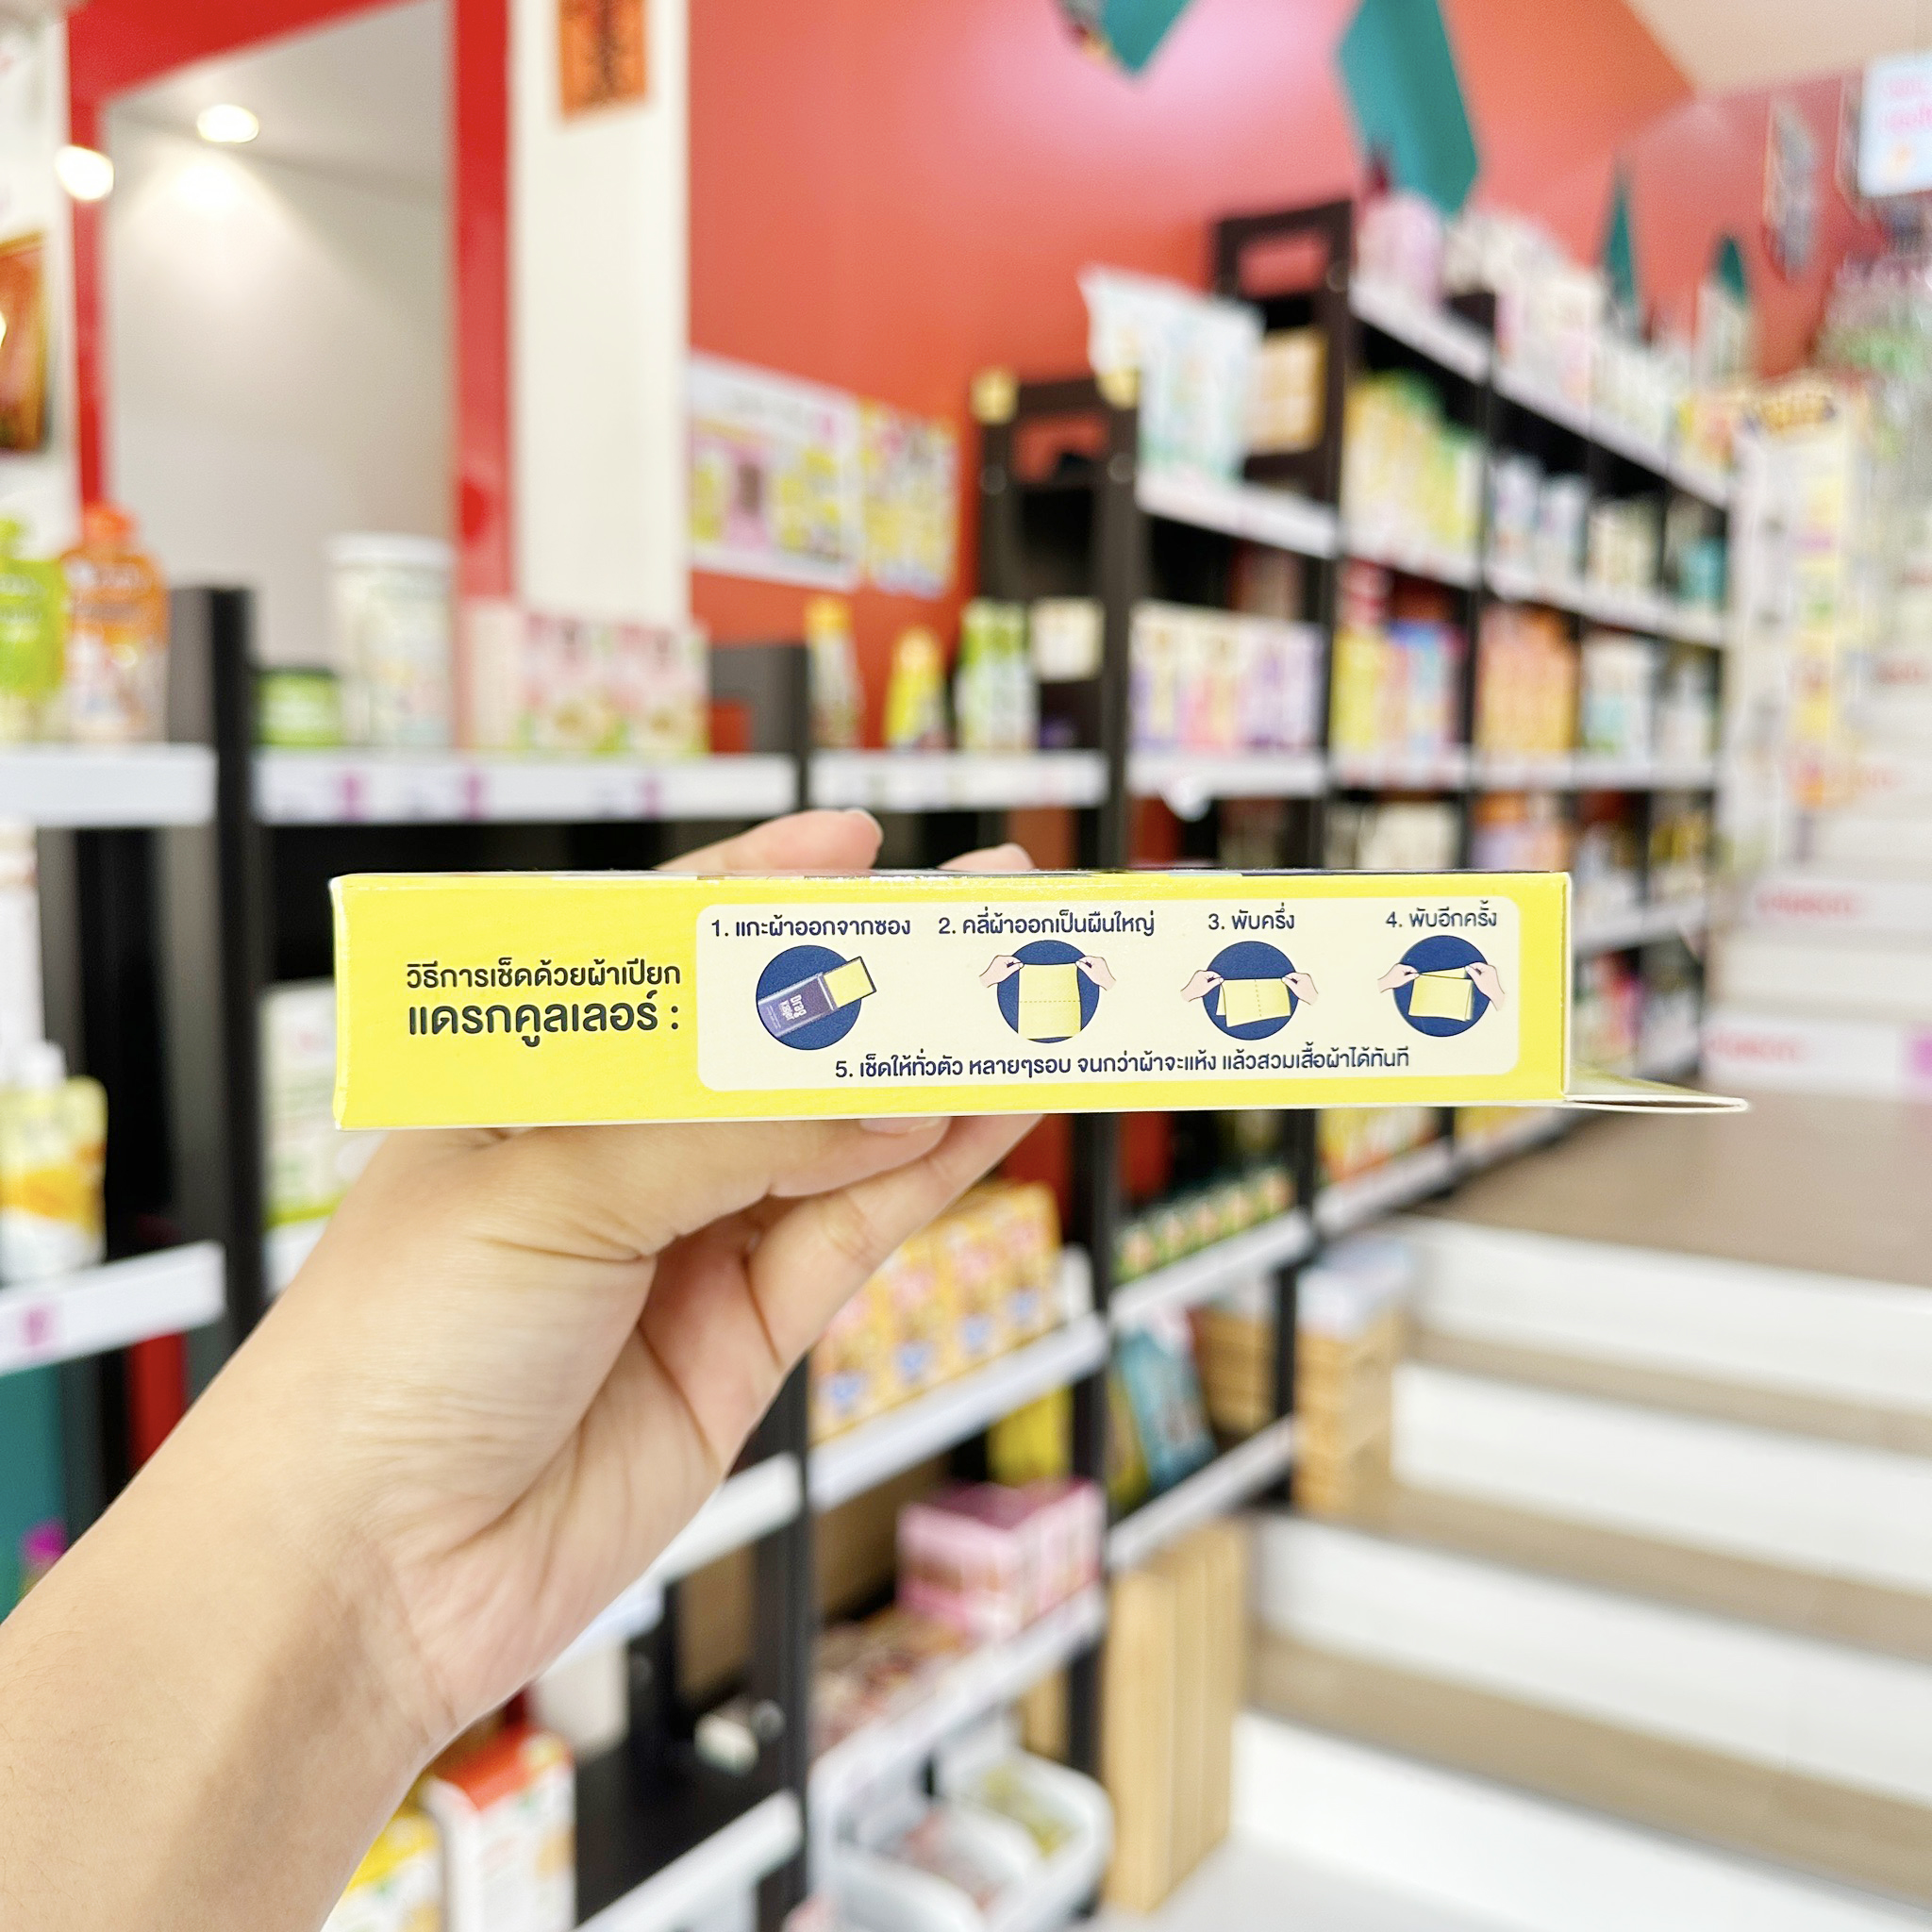 วิธีการเช็ดด้วยผ้าเปียก
แดรกคูลเลอร์ :
1. แกะผ้าออกจากซอง
2. คลี่ผ้าออกเป็นผืนใหญ่
3. พับครึ่ง
4. พับอีกครั้ง
5. เช็ดให้ทั่วตัว หลายๆรอบ จนกว่าผ้าจะแห้ง แล้วสวมเสื้อผ้าได้ทันที